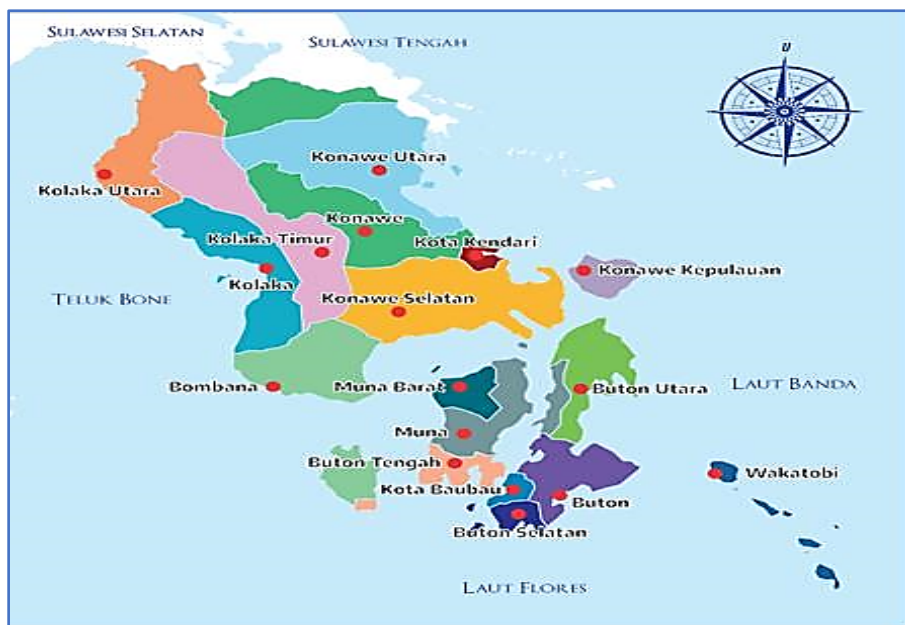 SULAWESI SELATAN
SULAWESI TENGAH
U
Konawe Utara
Kolaka Utara
Konawe
Kolaka Timur
Kota Kendari
Konawe Kepulauan
Kolaka
TELUK BONE
Konawe Selatan
Bombana
Muna Barat
Buton Utara
LAUT BANDA
Muna
Buton Tengah
Wakatobi
Kota Baubau
Buton
Buton Selatan
LAUT FLORES